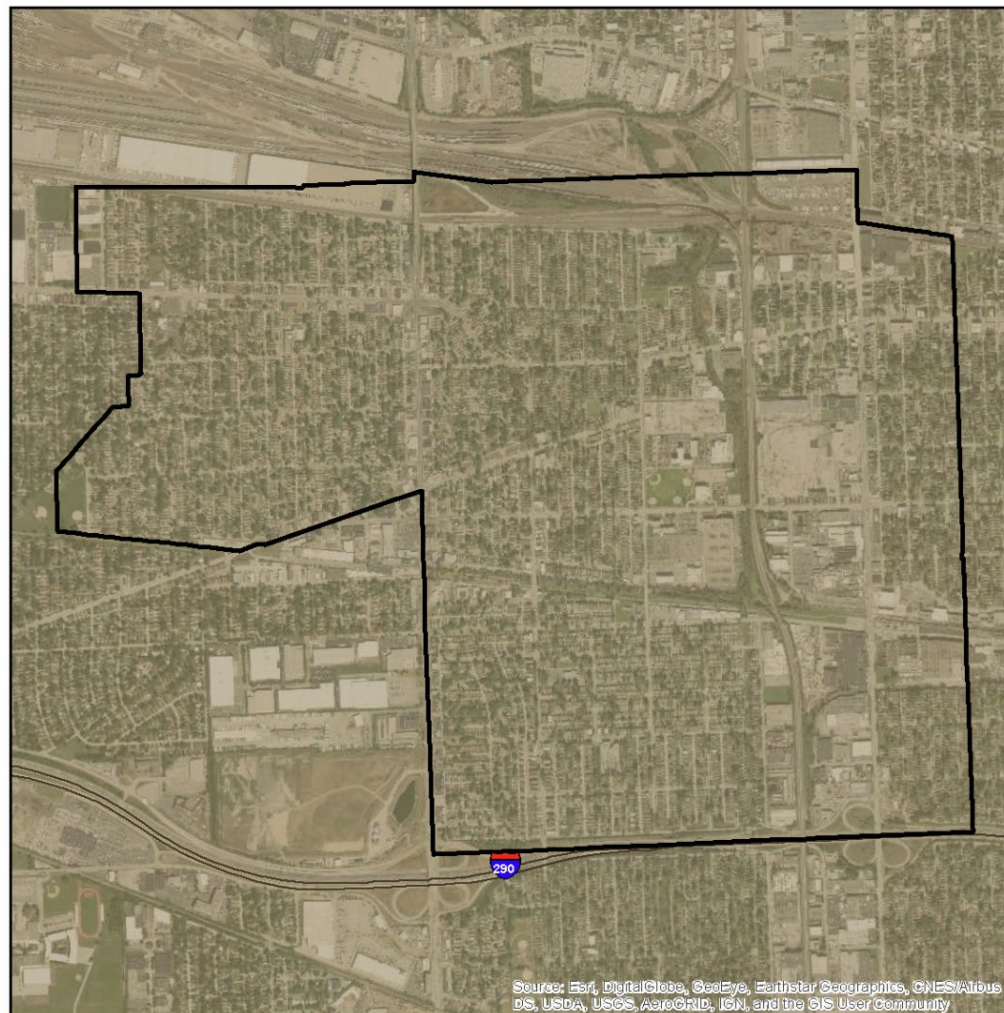 290
Source: Esri, DigitalGlobe, GeoEye, Earthstar Geographics, CNES/Airbus
DS, USDA, USGS, AeroGRID, IGN, and the GIS User Community